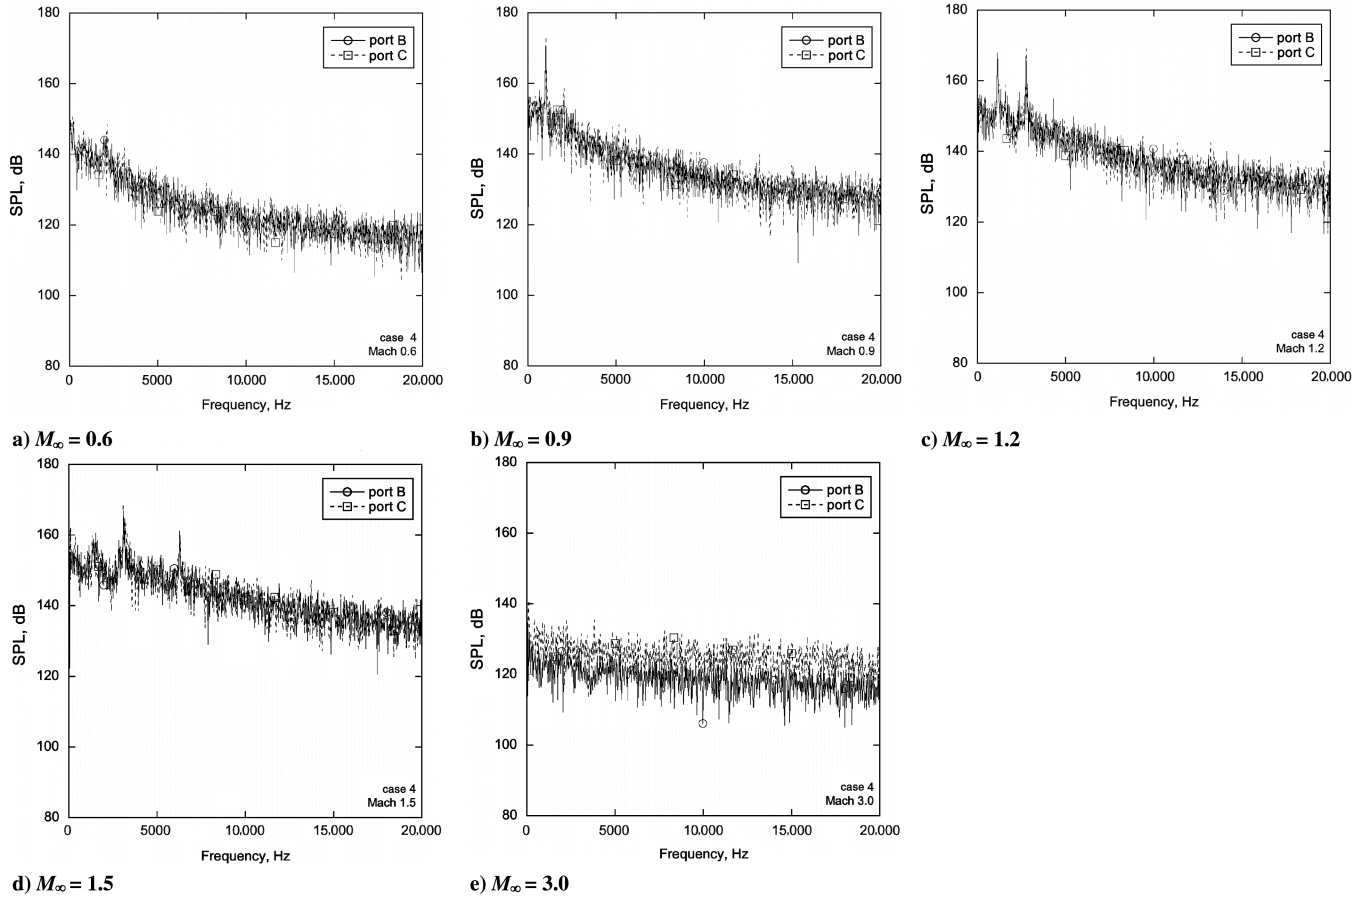 180
160
140
120
100
80
SPL, dB
port B
port C
case 4
Mach 0.6
0
5000
10.000
15.000
20.000
Frequency, Hz
a) M∞ = 0.6
180
160
140
120
100
80
SPL, dB
port B
port C
case 4
Mach 0.9
0
5000
10.000
15.000
20.000
Frequency, Hz
b) M∞ = 0.9
180
160
140
120
100
80
SPL, dB
port B
port C
case 4
Mach 1.2
0
5000
10.000
15.000
20.000
Frequency, Hz
c) M∞ = 1.2
180
160
140
120
100
80
SPL, dB
port B
port C
case 4
Mach 1.5
0
5000
10.000
15.000
20.000
Frequency, Hz
d) M∞ = 1.5
180
160
140
120
100
80
SPL, dB
port B
port C
case 4
Mach 3.0
0
5000
10.000
15.000
20.000
Frequency, Hz
e) M∞ = 3.0